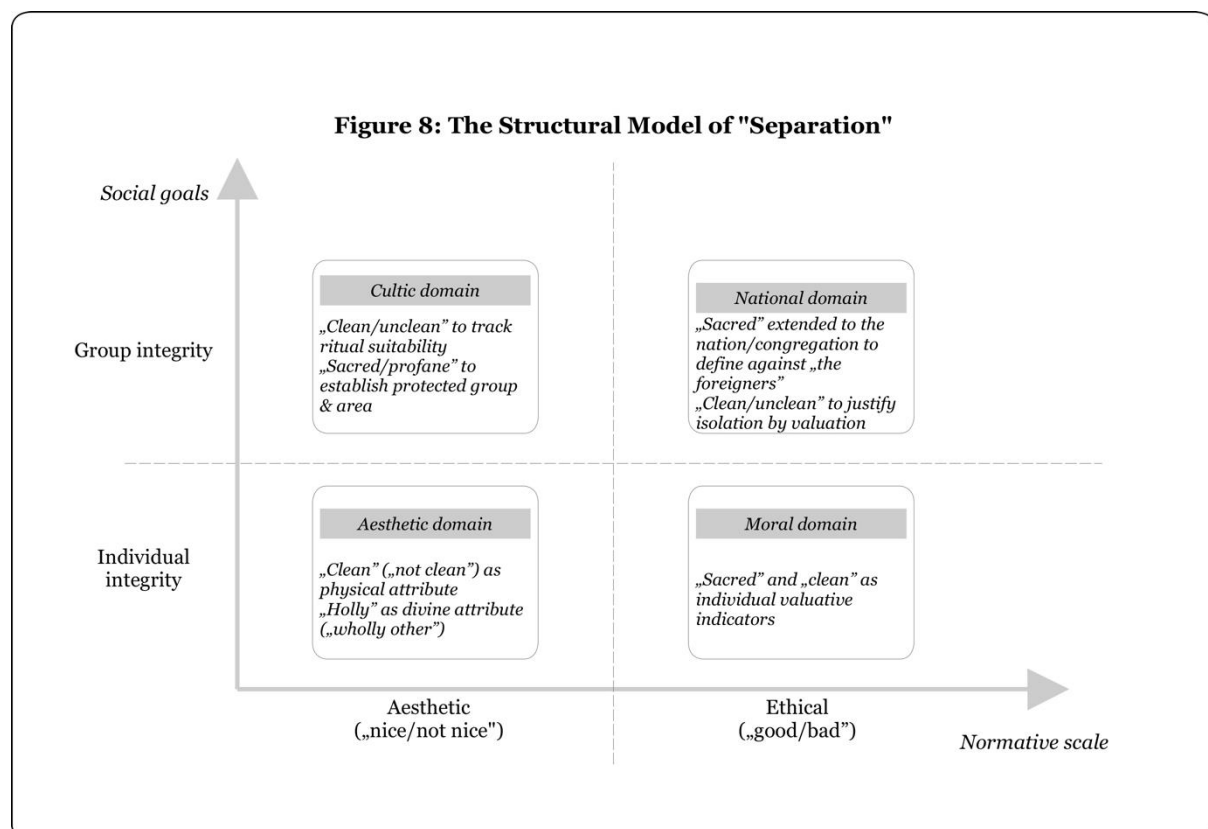 Figure 8: The Structural Model of "Separation"
Social goals
Group integrity
Cultic domain
„Clean/unclean” to track
ritual suitability
„Sacred/profane” to
establish protected group
& area
National domain
„Sacred” extended to the
nation/congregation to
define against „the
foreigners”
„Clean/unclean” to justify
isolation by valuation
Individual
integrity
Aesthetic domain
„Clean” („not clean”) as
physical attribute
„Holly” as divine attribute
(„wholly other”)
Moral domain
„Sacred” and „clean” as
individual valuative
indicators
Aesthetic
(„nice/not nice")
Ethical
(„good/bad”)
Normative scale